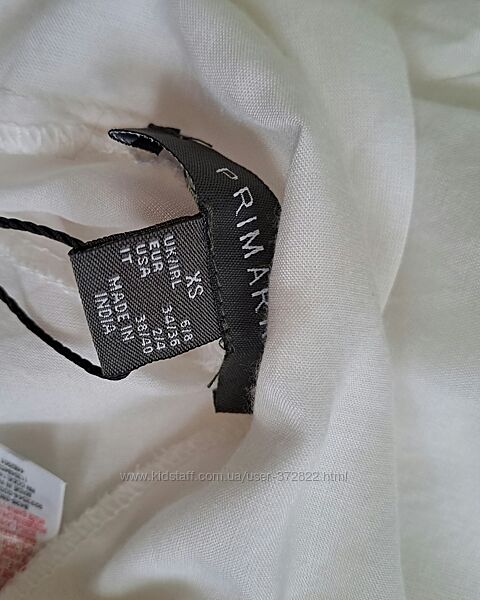 PRIMARK
XS
UK/IRL 6/8
EUR 34/36
USA 2/4
IT 38/40
MADE IN
INDIA
www.kidstaff.com.ua/user-372822.html